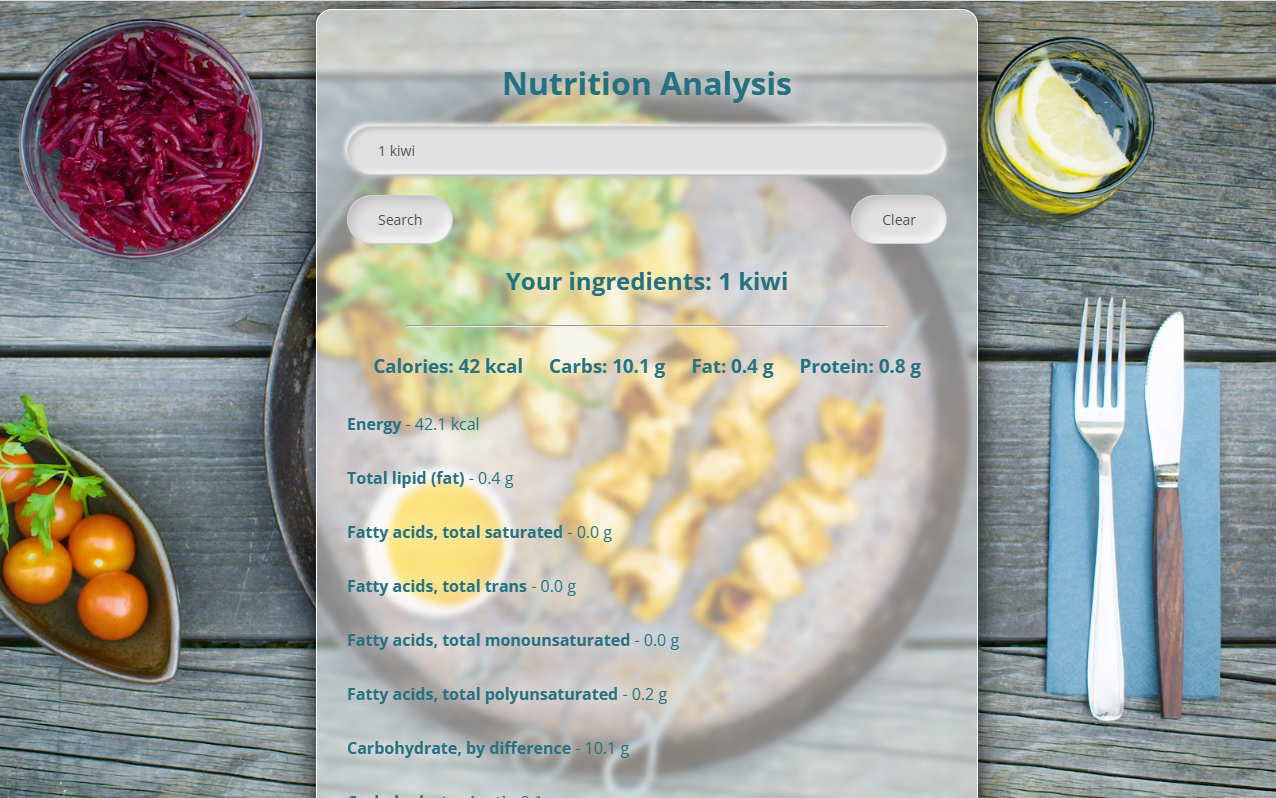 Nutrition Analysis
1 kiwi
Search
Clear
Your ingredients: 1 kiwi
Calories: 42 kcal Carbs: 10.1 g Fat: 0.4 g Protein: 0.8 g
Energy - 42.1 kcal
Total lipid (fat) - 0.4 g
Fatty acids, total saturated - 0.0 g
Fatty acids, total trans - 0.0 g
Fatty acids, total monounsaturated - 0.0 g
Fatty acids, total polyunsaturated - 0.2 g
Carbohydrate, by difference - 10.1 g